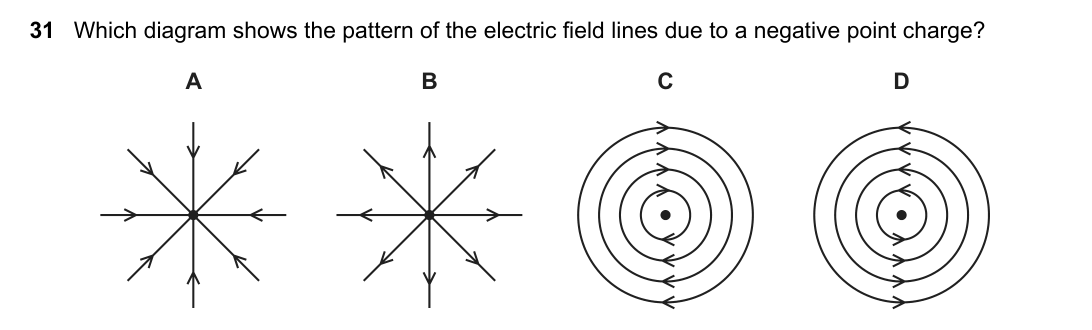 31 Which diagram shows the pattern of the electric field lines due to a negative point charge?
A B C D